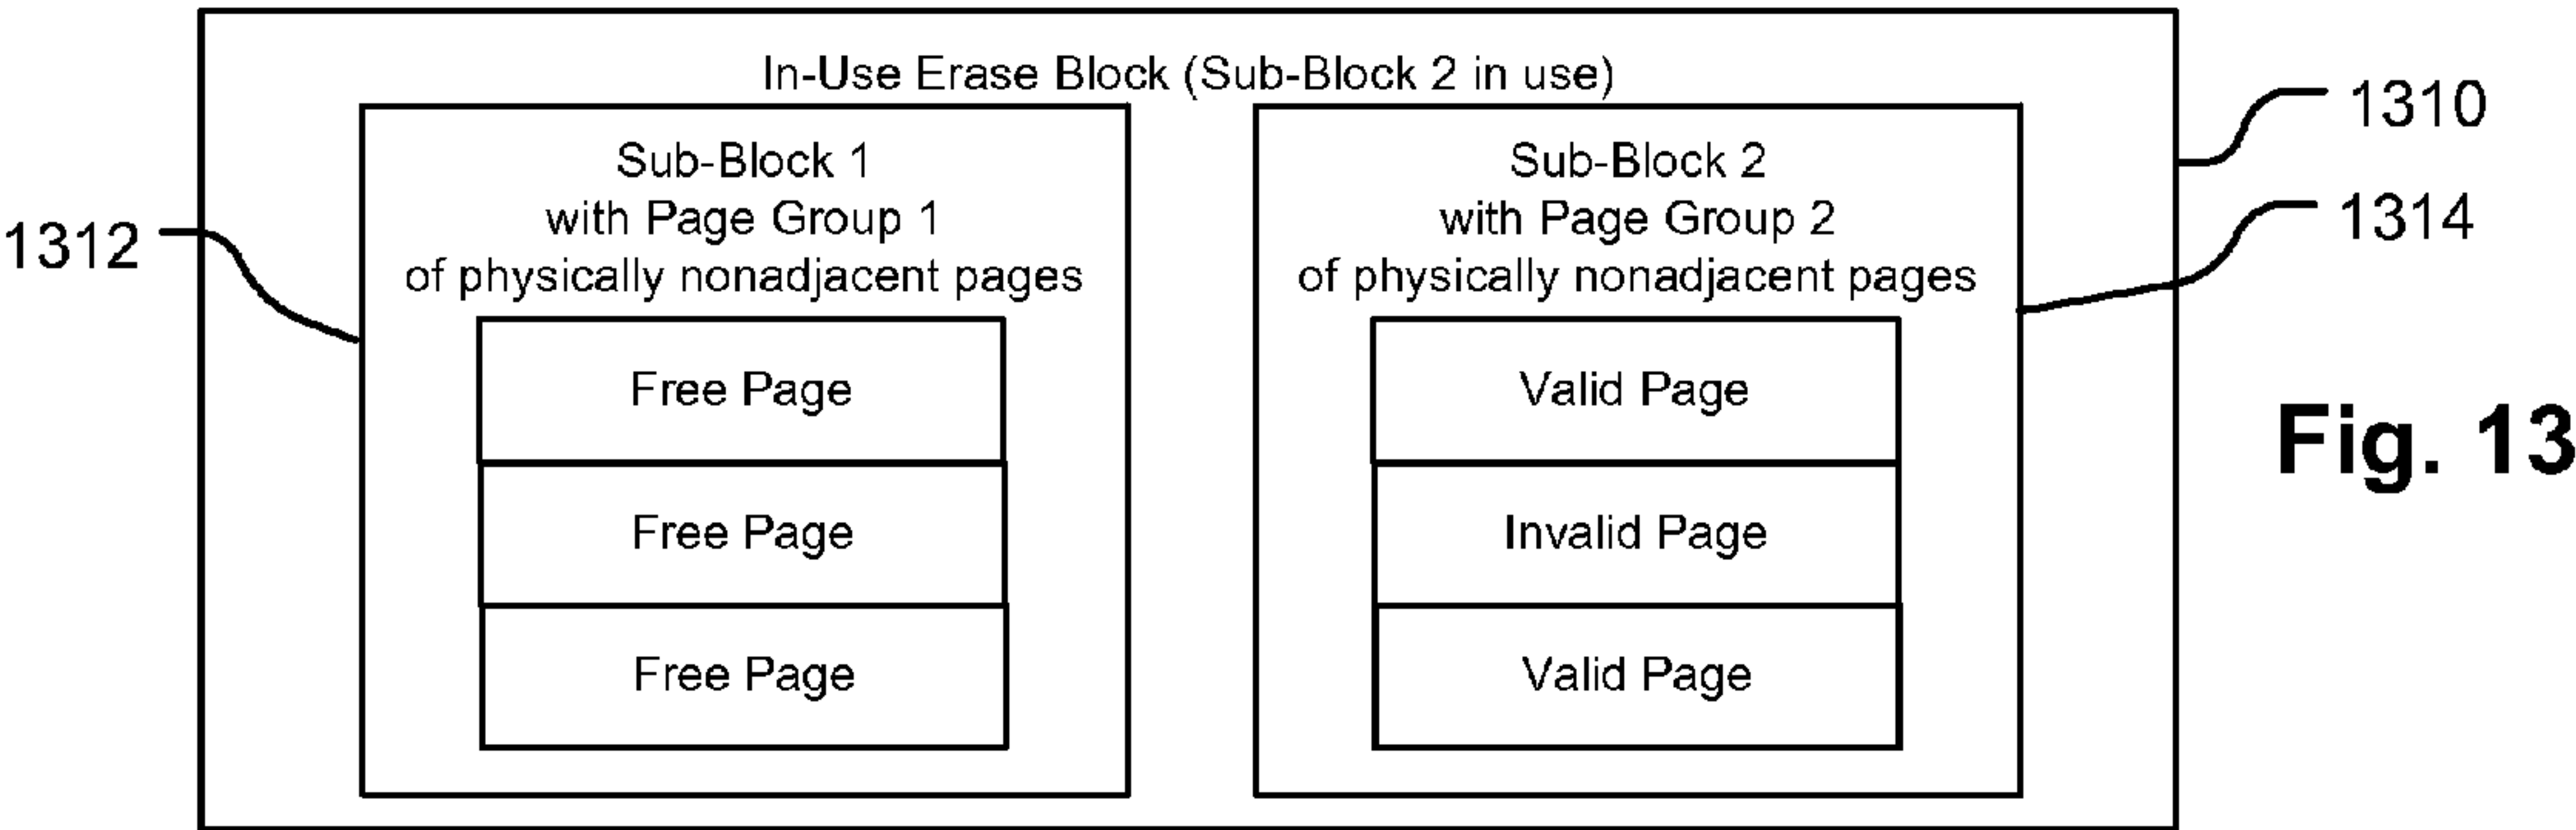 In-Use Erase Block (Sub-Block 2 in use)
1310
Sub-Block 1
with Page Group 1
of physically nonadjacent pages
1312
Free Page
Free Page
Free Page
Sub-Block 2
with Page Group 2
of physically nonadjacent pages
1314
Valid Page
Invalid Page
Valid Page
Fig. 13